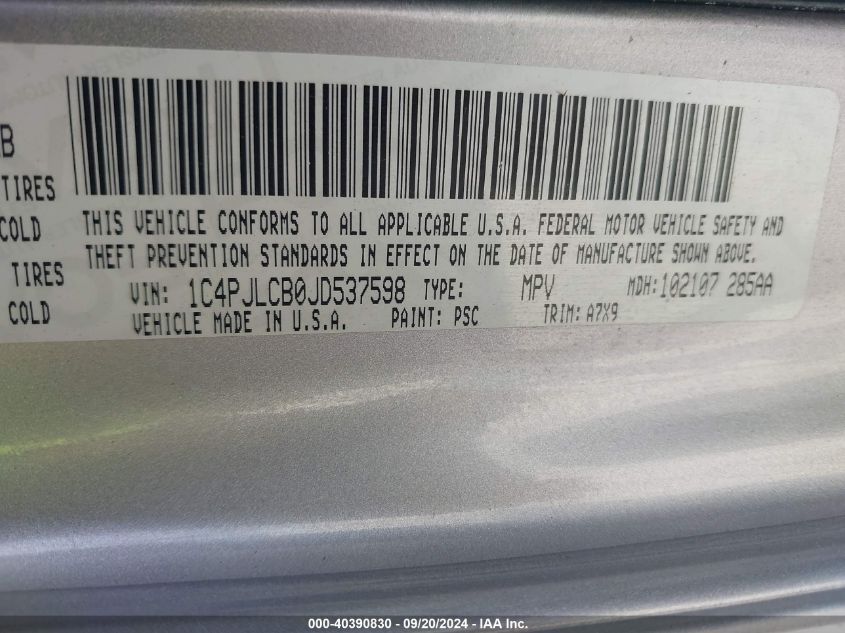 B
TIRES
COLD
TIRES
COLD
THIS VEHICLE CONFORMS TO ALL APPLICABLE U.S.A. FEDERAL MOTOR VEHICLE SAFETY AND
THEFT PREVENTION STANDARDS IN EFFECT ON THE DATE OF MANUFACTURE SHOWN ABOVE.
VIN: 1C4PJLCB0JD537598 TYPE: MPV MDH:102107 285AA
VEHICLE MADE IN U.S.A. PAINT: PSC TRIM: A7X9
000-40390830 - 09/20/2024 - IAA Inc.